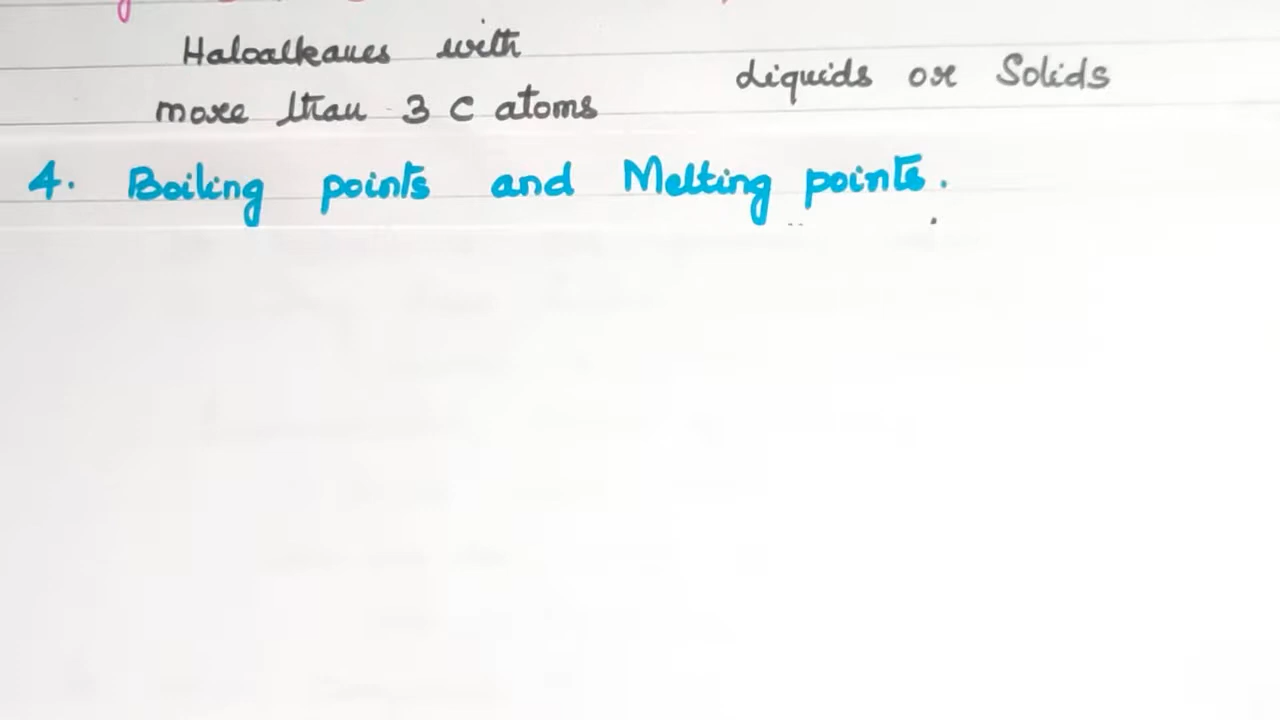 Haloalkanes with
more than 3 C atoms
Liquids or Solids
4. Boiling points and Melting points.